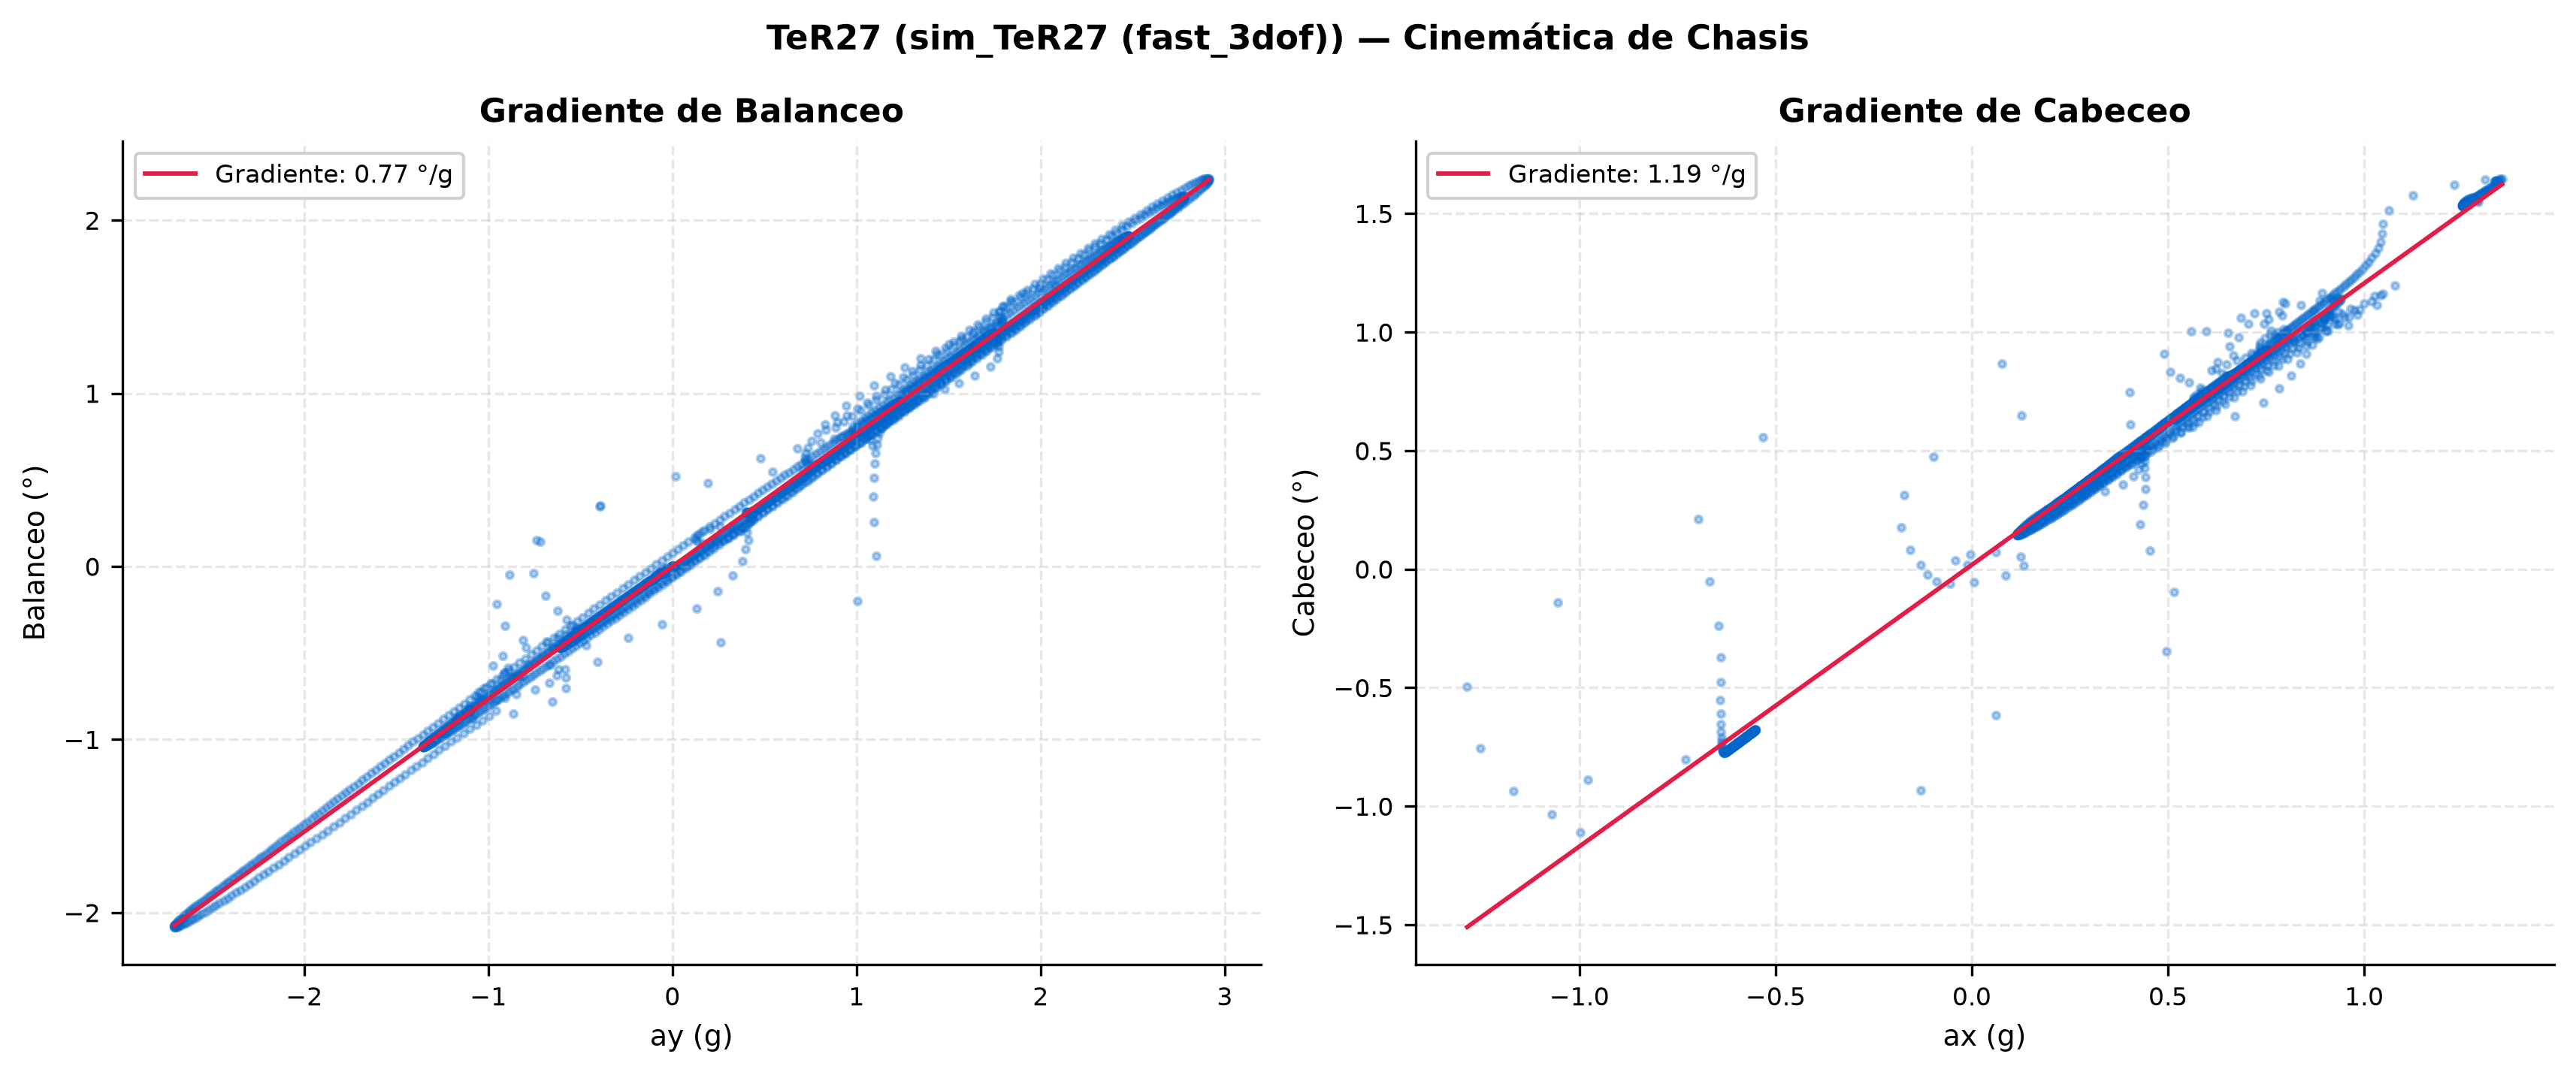 TeR27 (sim_TeR27 (fast_3dof)) — Cinemática de Chasis
Gradiente de Balanceo
Gradiente: 0.77 °/g
Balanceo (°)
2
1
0
−1
−2
−2
−1
0
1
2
3
ay (g)
Gradiente de Cabeceo
Gradiente: 1.19 °/g
Cabeceo (°)
1.5
1.0
0.5
0.0
−0.5
−1.0
−1.5
−1.0
−0.5
0.0
0.5
1.0
ax (g)